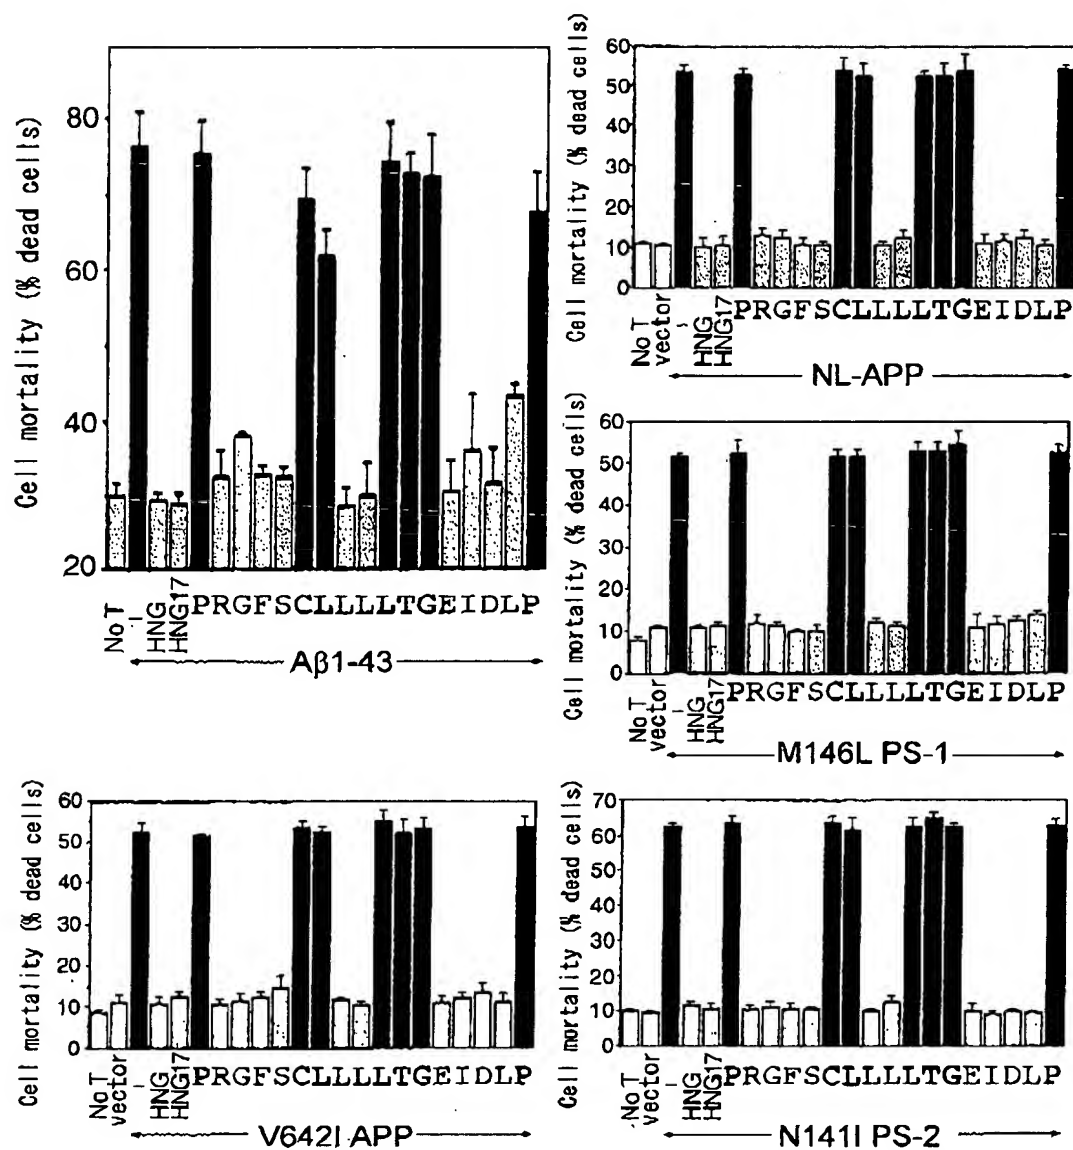 Cell mortality (% dead cells)
80
60
40
20
No T
-
HNG
HNG17
PRGFSCLLLLTGEIDLP
Aβ1-43
Cell mortality (% dead cells)
60
50
40
30
20
10
0
No T
vector
-
HNG
HNG17
PRGFSCLLLLTGEIDLP
NL-APP
Cell mortality (% dead cells)
60
50
40
30
20
10
0
No T
vector
-
HNG
HNG17
PRGFSCLLLLTGEIDLP
M146L PS-1
Cell mortality (% dead cells)
60
50
40
30
20
10
0
No T
vector
-
HNG
HNG17
PRGFSCLLLLTGEIDLP
V642I APP
Cell mortality (% dead cells)
70
60
50
40
30
20
10
0
No T
vector
-
HNG
HNG17
PRGFSCLLLLTGEIDLP
N141I PS-2